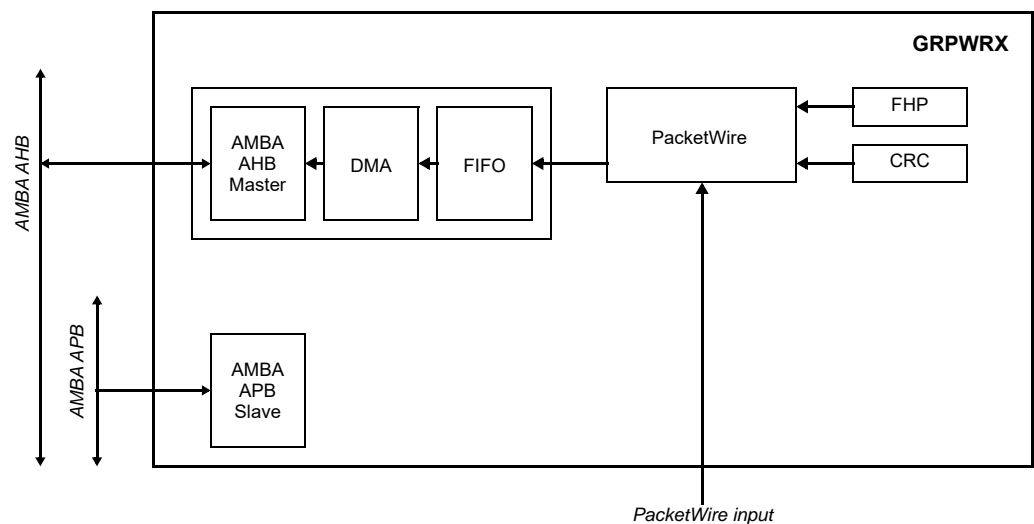 GRPWRX
AMBA AHB
AMBA
AHB
Master
DMA
FIFO
PacketWire
FHP
CRC
AMBA APB
AMBA
APB
Slave
PacketWire input